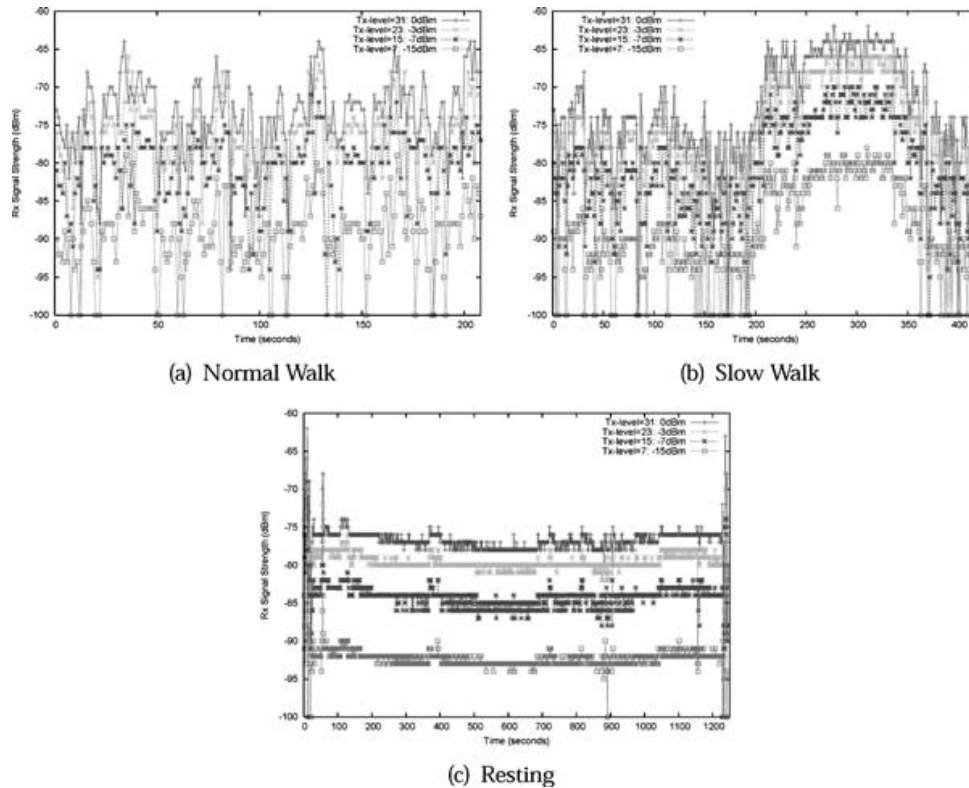 Tx-level=31: 0dBm
Tx-level=23: -3dBm
Tx-level=15: -7dBm
Tx-level=7: -15dBm
Rx Signal Strength (dBm)
-60
-65
-70
-75
-80
-85
-90
-95
-100
0 50 100 150 200
Time (seconds)
(a) Normal Walk
Tx-level=31: 0dBm
Tx-level=23: -3dBm
Tx-level=15: -7dBm
Tx-level=7: -15dBm
Rx Signal Strength (dBm)
-60
-65
-70
-75
-80
-85
-90
-95
-100
0 50 100 150 200 250 300 350 400
Time (seconds)
(b) Slow Walk
Tx-level=31: 0dBm
Tx-level=23: -3dBm
Tx-level=15: -7dBm
Tx-level=7: -15dBm
Rx Signal Strength (dBm)
-60
-65
-70
-75
-80
-85
-90
-95
-100
0 100 200 300 400 500 600 700 800 900 1000 1100 1200
Time (seconds)
(c) Resting